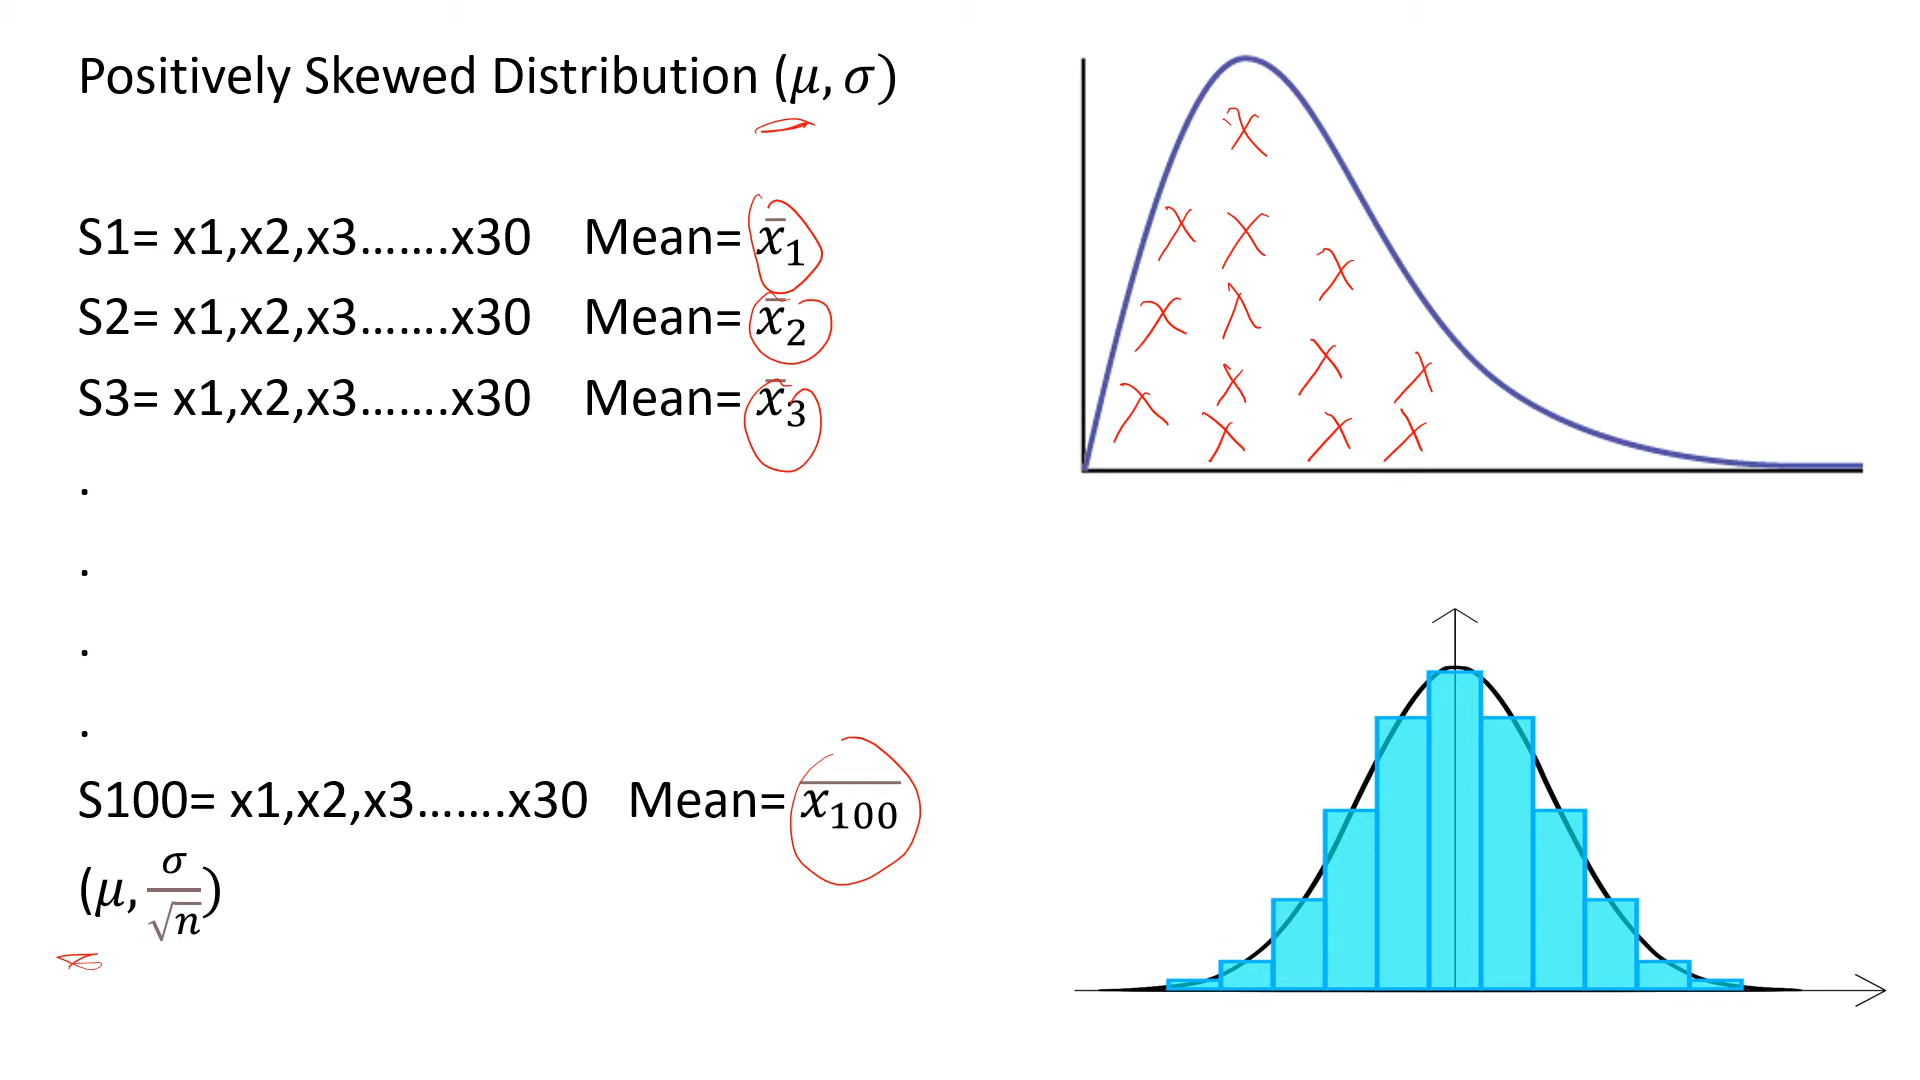 Positively Skewed Distribution (μ, σ)
S1= x1,x2,x3…….x30 Mean= x̄₁
S2= x1,x2,x3…….x30 Mean= x̄₂
S3= x1,x2,x3…….x30 Mean= x̄₃
.
.
.
.
S100= x1,x2,x3…….x30 Mean= x̄₁₀₀
(μ, σ/√n)
x
x x
x
x x
x
x x
x
x x x